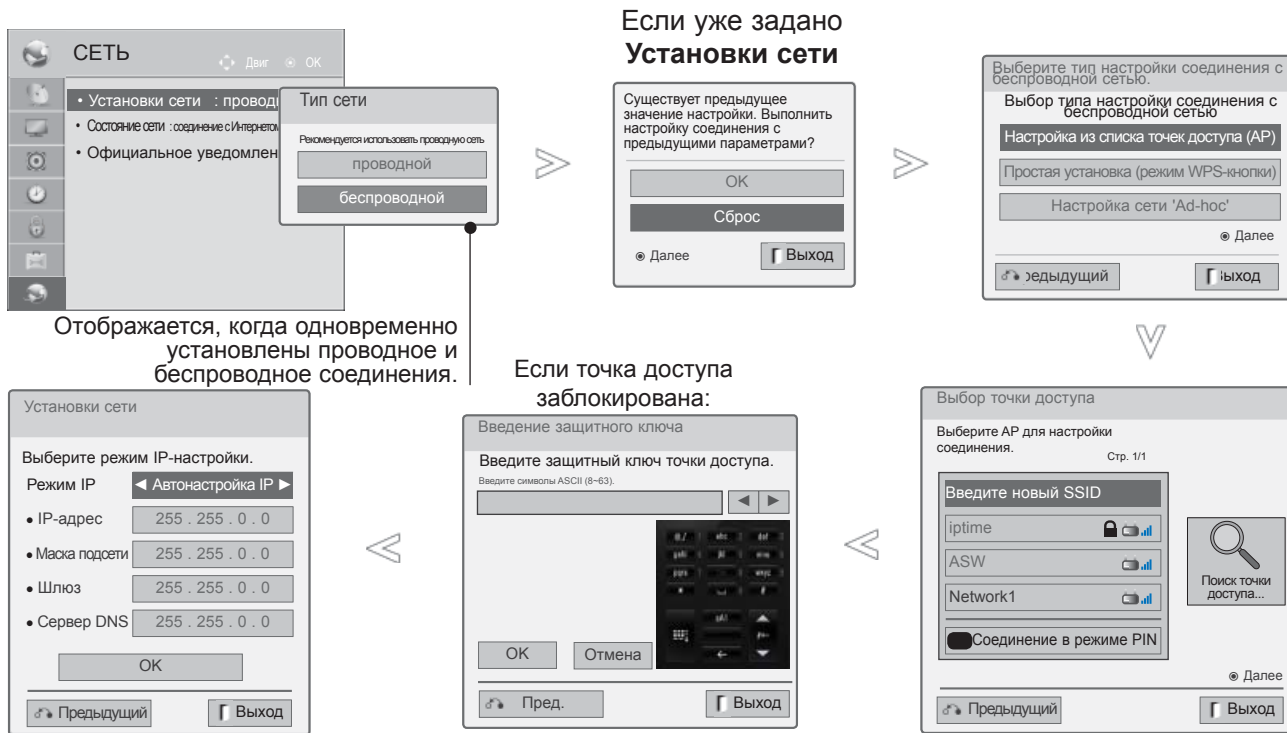 СЕТЬ
Двиг ОК
• Установки сети : провод
• Состояние сети : соединение с Интернетом
• Официальное уведомлен
Тип сети
Рекомендуется использовать проводную сеть
проводной
беспроводной
Отображается, когда одновременно
установлены проводное и
беспроводное соединения.
Если уже задано
Установки сети
Существует предыдущее
значение настройки. Выполнить
настройку соединения с
предыдущими параметрами?
ОК
Сброс
Далее
Выход
Выберите тип настройки соединения с
беспроводной сетью.
Выбор типа настройки соединения с
беспроводной сетью
Настройка из списка точек доступа (AP)
Простая установка (режим WPS-кнопки)
Настройка сети 'Ad-hoc'
Далее
редыдущий
Выход
Выбор точки доступа
Выберите AP для настройки
соединения.
Стр. 1/1
Введите новый SSID
iptime
ASW
Network1
Соединение в режиме PIN
Поиск точки
доступа...
Далее
Предыдущий
Выход
Если точка доступа
заблокирована:
Введение защитного ключа
Введите защитный ключ точки доступа.
Введите символы ASCII (8~63).
◄ ►
ОК
Отмена
Пред.
Выход
Установки сети
Выберите режим IP-настройки.
Режим IP ◄ Автонастройка IP ►
• IP-адрес 255 . 255 . 0 . 0
• Маска подсети 255 . 255 . 0 . 0
• Шлюз 255 . 255 . 0 . 0
• Сервер DNS 255 . 255 . 0 . 0
ОК
Предыдущий
Выход